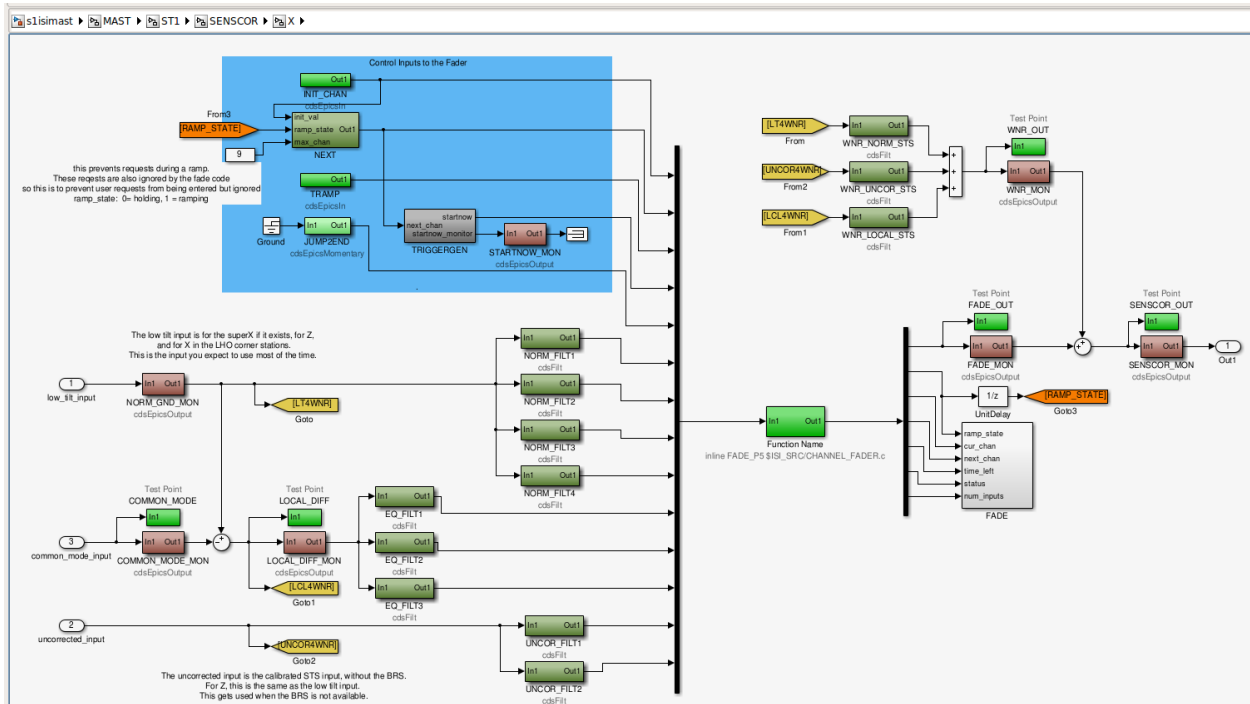 s1isimast MAST ST1 SENSCOR X
Control Inputs to the Fader
Out1
INIT_CHAN
cdsEpicsIn
From3
[RAMP_STATE]
init_val
ramp_state Out1
max_chan
NEXT
9
this prevents requests during a ramp.
These reqests are also ignored by the fade code
so this is to prevent user requests from being entered but ignored
ramp_state: 0= holding, 1 = ramping
Out1
TRAMP
cdsEpicsIn
Ground
In1 Out1
JUMP2END
cdsEpicsMomentary
startnow
next_chan
startnow_monitor
TRIGGERGEN
In1 Out1
STARTNOW_MON
cdsEpicsOutput
The low tilt input is for the superX if it exists, for Z,
and for X in the LHO corner stations.
This is the input you expect to use most of the time.
1
low_tilt_input
In1 Out1
NORM_GND_MON
cdsEpicsOutput
[LT4WNR]
Goto
In1 Out1
NORM_FILT1
cdsFilt
In1 Out1
NORM_FILT2
cdsFilt
In1 Out1
NORM_FILT3
cdsFilt
In1 Out1
NORM_FILT4
cdsFilt
3
common_mode_input
Test Point
COMMON_MODE
In1
In1 Out1
COMMON_MODE_MON
cdsEpicsOutput
Test Point
LOCAL_DIFF
In1
In1 Out1
LOCAL_DIFF_MON
cdsEpicsOutput
[LCL4WNR]
Goto1
In1 Out1
EQ_FILT1
cdsFilt
In1 Out1
EQ_FILT2
cdsFilt
In1 Out1
EQ_FILT3
cdsFilt
2
uncorrected_input
[UNCOR4WNR]
Goto2
In1 Out1
UNCOR_FILT1
cdsFilt
In1 Out1
UNCOR_FILT2
cdsFilt
The uncorrected input is the calibrated STS input, without the BRS.
For Z, this is the same as the low tilt input.
This gets used when the BRS is not available.
In1 Out1
Function Name
inline FADE_P5 $ISI_SRC/CHANNEL_FADER.c
[LT4WNR]
From
In1 Out1
WNR_NORM_STS
cdsFilt
[UNCOR4WNR]
From2
In1 Out1
WNR_UNCOR_STS
cdsFilt
[LCL4WNR]
From1
In1 Out1
WNR_LOCAL_STS
cdsFilt
+
+
+
Test Point
WNR_OUT
In1
In1 Out1
WNR_MON
cdsEpicsOutput
Test Point
FADE_OUT
In1
In1 Out1
FADE_MON
cdsEpicsOutput
Test Point
SENSCOR_OUT
In1
In1 Out1
SENSCOR_MON
cdsEpicsOutput
1
Out1
1/z
UnitDelay
[RAMP_STATE]
Goto3
ramp_state
cur_chan
next_chan
time_left
status
num_inputs
FADE